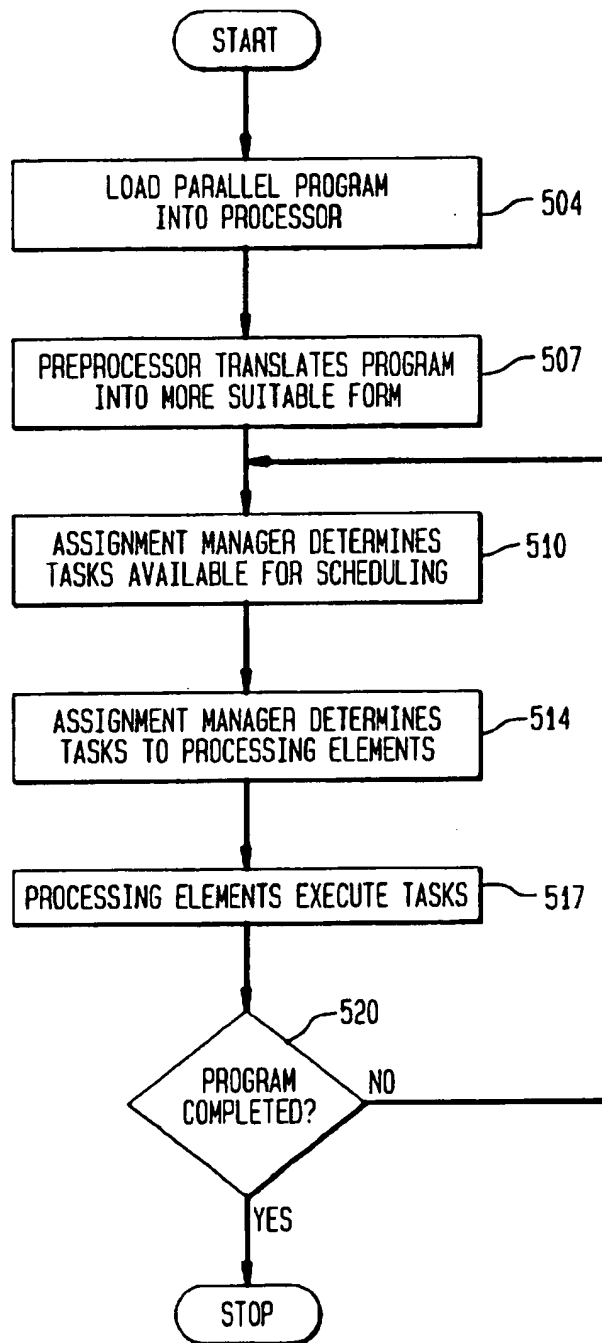 START
LOAD PARALLEL PROGRAM
INTO PROCESSOR
504
PREPROCESSOR TRANSLATES PROGRAM
INTO MORE SUITABLE FORM
507
ASSIGNMENT MANAGER DETERMINES
TASKS AVAILABLE FOR SCHEDULING
510
ASSIGNMENT MANAGER DETERMINES
TASKS TO PROCESSING ELEMENTS
514
PROCESSING ELEMENTS EXECUTE TASKS
517
520
PROGRAM
COMPLETED?
NO
YES
STOP